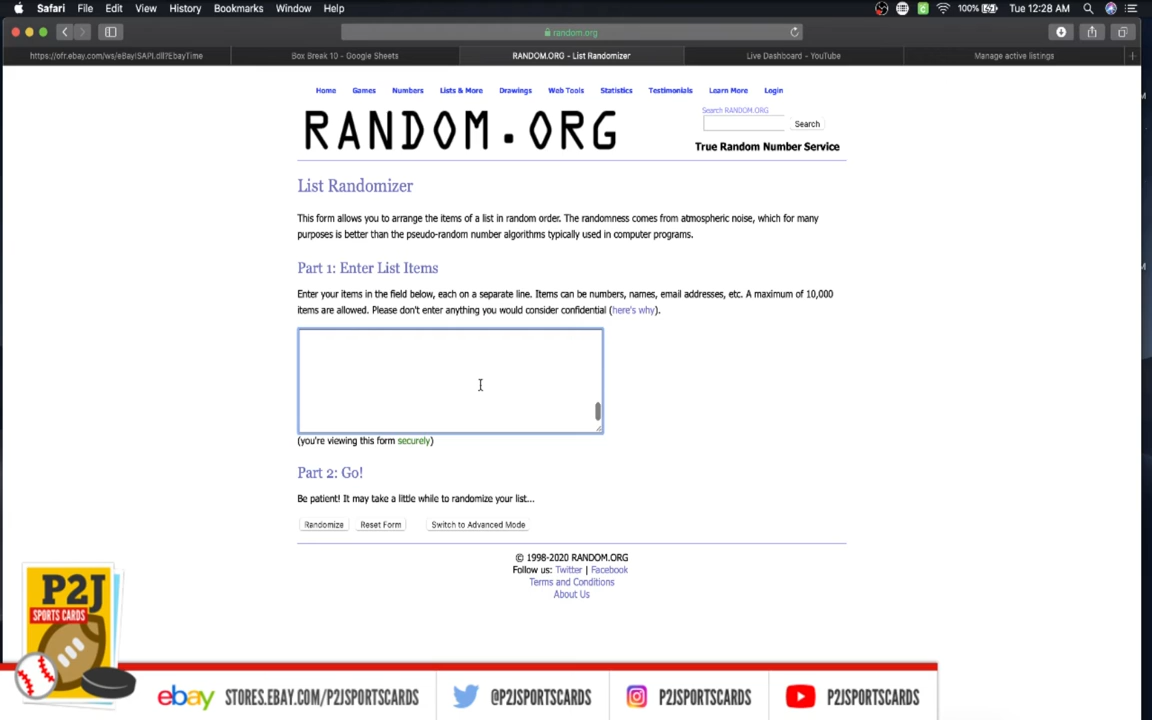 Safari File Edit View History Bookmarks Window Help 100% Tue 12:28 AM
random.org
https://ofr.ebay.com/ws/eBayISAPI.dll?EbayTime Box Break 10 - Google Sheets RANDOM.ORG - List Randomizer Live Dashboard - YouTube Manage active listings
Home Games Numbers Lists & More Drawings Web Tools Statistics Testimonials Learn More Login
RANDOM.ORG
Search RANDOM.ORG
Search
True Random Number Service
List Randomizer
This form allows you to arrange the items of a list in random order. The randomness comes from atmospheric noise, which for many
purposes is better than the pseudo-random number algorithms typically used in computer programs.
Part 1: Enter List Items
Enter your items in the field below, each on a separate line. Items can be numbers, names, email addresses, etc. A maximum of 10,000
items are allowed. Please don't enter anything you would consider confidential (here's why).
(you're viewing this form securely)
Part 2: Go!
Be patient! It may take a little while to randomize your list...
Randomize Reset Form Switch to Advanced Mode
© 1998-2020 RANDOM.ORG
Follow us: Twitter | Facebook
Terms and Conditions
About Us
P2J
SPORTS CARDS
ebay STORES.EBAY.COM/P2JSPORTSCARDS @P2JSPORTSCARDS P2JSPORTSCARDS P2JSPORTSCARDS